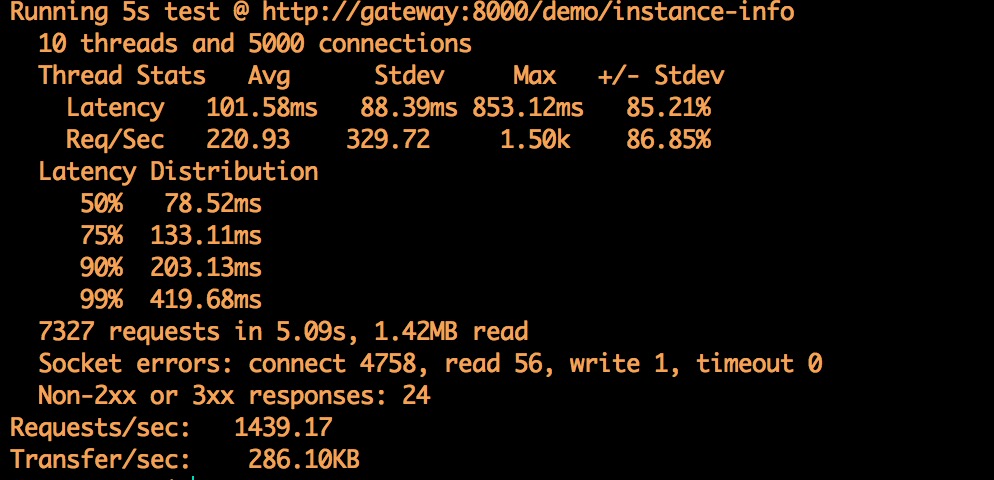 Running 5s test @ http://gateway:8000/demo/instance-info
10 threads and 5000 connections
Thread Stats Avg Stdev Max +/- Stdev
Latency 101.58ms 88.39ms 853.12ms 85.21%
Req/Sec 220.93 329.72 1.50k 86.85%
Latency Distribution
50% 78.52ms
75% 133.11ms
90% 203.13ms
99% 419.68ms
7327 requests in 5.09s, 1.42MB read
Socket errors: connect 4758, read 56, write 1, timeout 0
Non-2xx or 3xx responses: 24
Requests/sec: 1439.17
Transfer/sec: 286.10KB